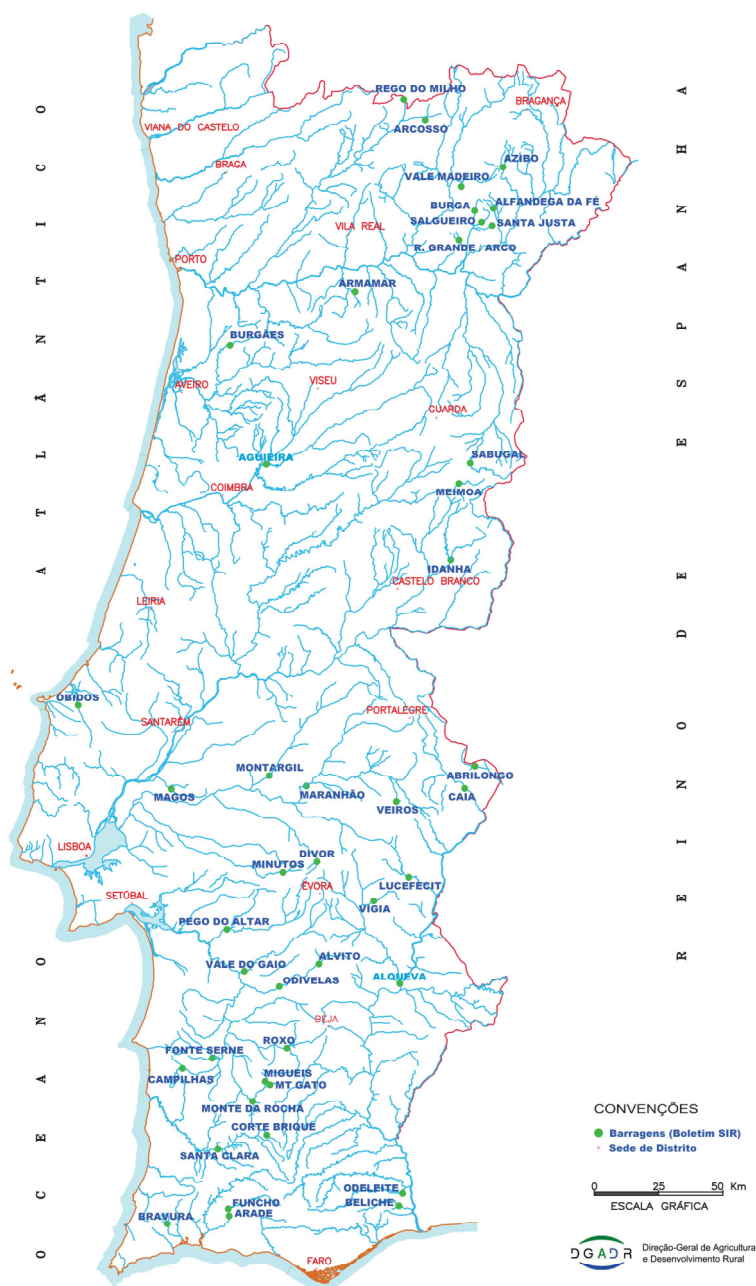 REGO DO MILHO
BRAGANÇA
ARCOSSÓ
VIANA DO CASTELO
BRAGA
AZIBO
VALE MADEIRO
BURGA
ALFANDEGA DA FÉ
SALGUEIRO
SANTA JUSTA
VILA REAL
R. GRANDE / ARCO
PORTO
ARMAMAR
BURGÃES
AVEIRO
VISEU
GUARDA
AGUIEIRA
SABUGAL
COIMBRA
MEIMOA
IDANHA
CASTELO BRANCO
LEIRIA
ÓBIDOS
SANTARÉM
PORTALEGRE
MONTARGIL
ABRILONGO
MAGOS
MARANHÃO
CAIA
VEIROS
LISBOA
DIVOR
MINUTOS
ÉVORA
LUCEFECIT
SETÚBAL
VIGIA
PEGO DO ALTAR
ALVITO
VALE DO GAIO
ALQUEVA
ODIVELAS
BEJA
ROXO
FONTE SERNE
CAMPILHAS
MIGUÉIS
MT GATO
MONTE DA ROCHA
CORTE BRIQUE
SANTA CLARA
ODELEITE
BELICHE
FUNCHO
ARADE
BRAVURA
FARO
OCEANO ATLÂNTICO
REINO DE ESPANHA
CONVENÇÕES
Barragens (Boletim SIR)
Sede de Distrito
0 25 50 Km
ESCALA GRÁFICA
DGADR
Direção-Geral de Agricultura
e Desenvolvimento Rural